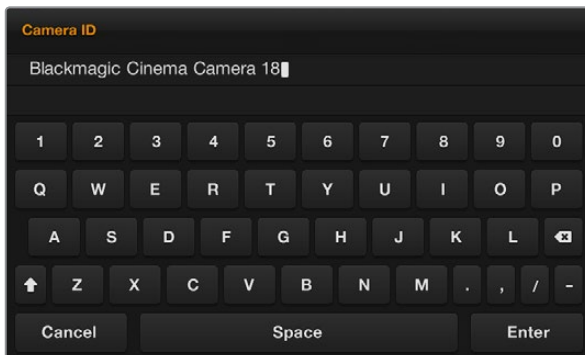 Camera ID
Blackmagic Cinema Camera 18
1 2 3 4 5 6 7 8 9 0
Q W E R T Y U I O P
A S D F G H J K L
Z X C V B N M . , / -
Cancel Space Enter